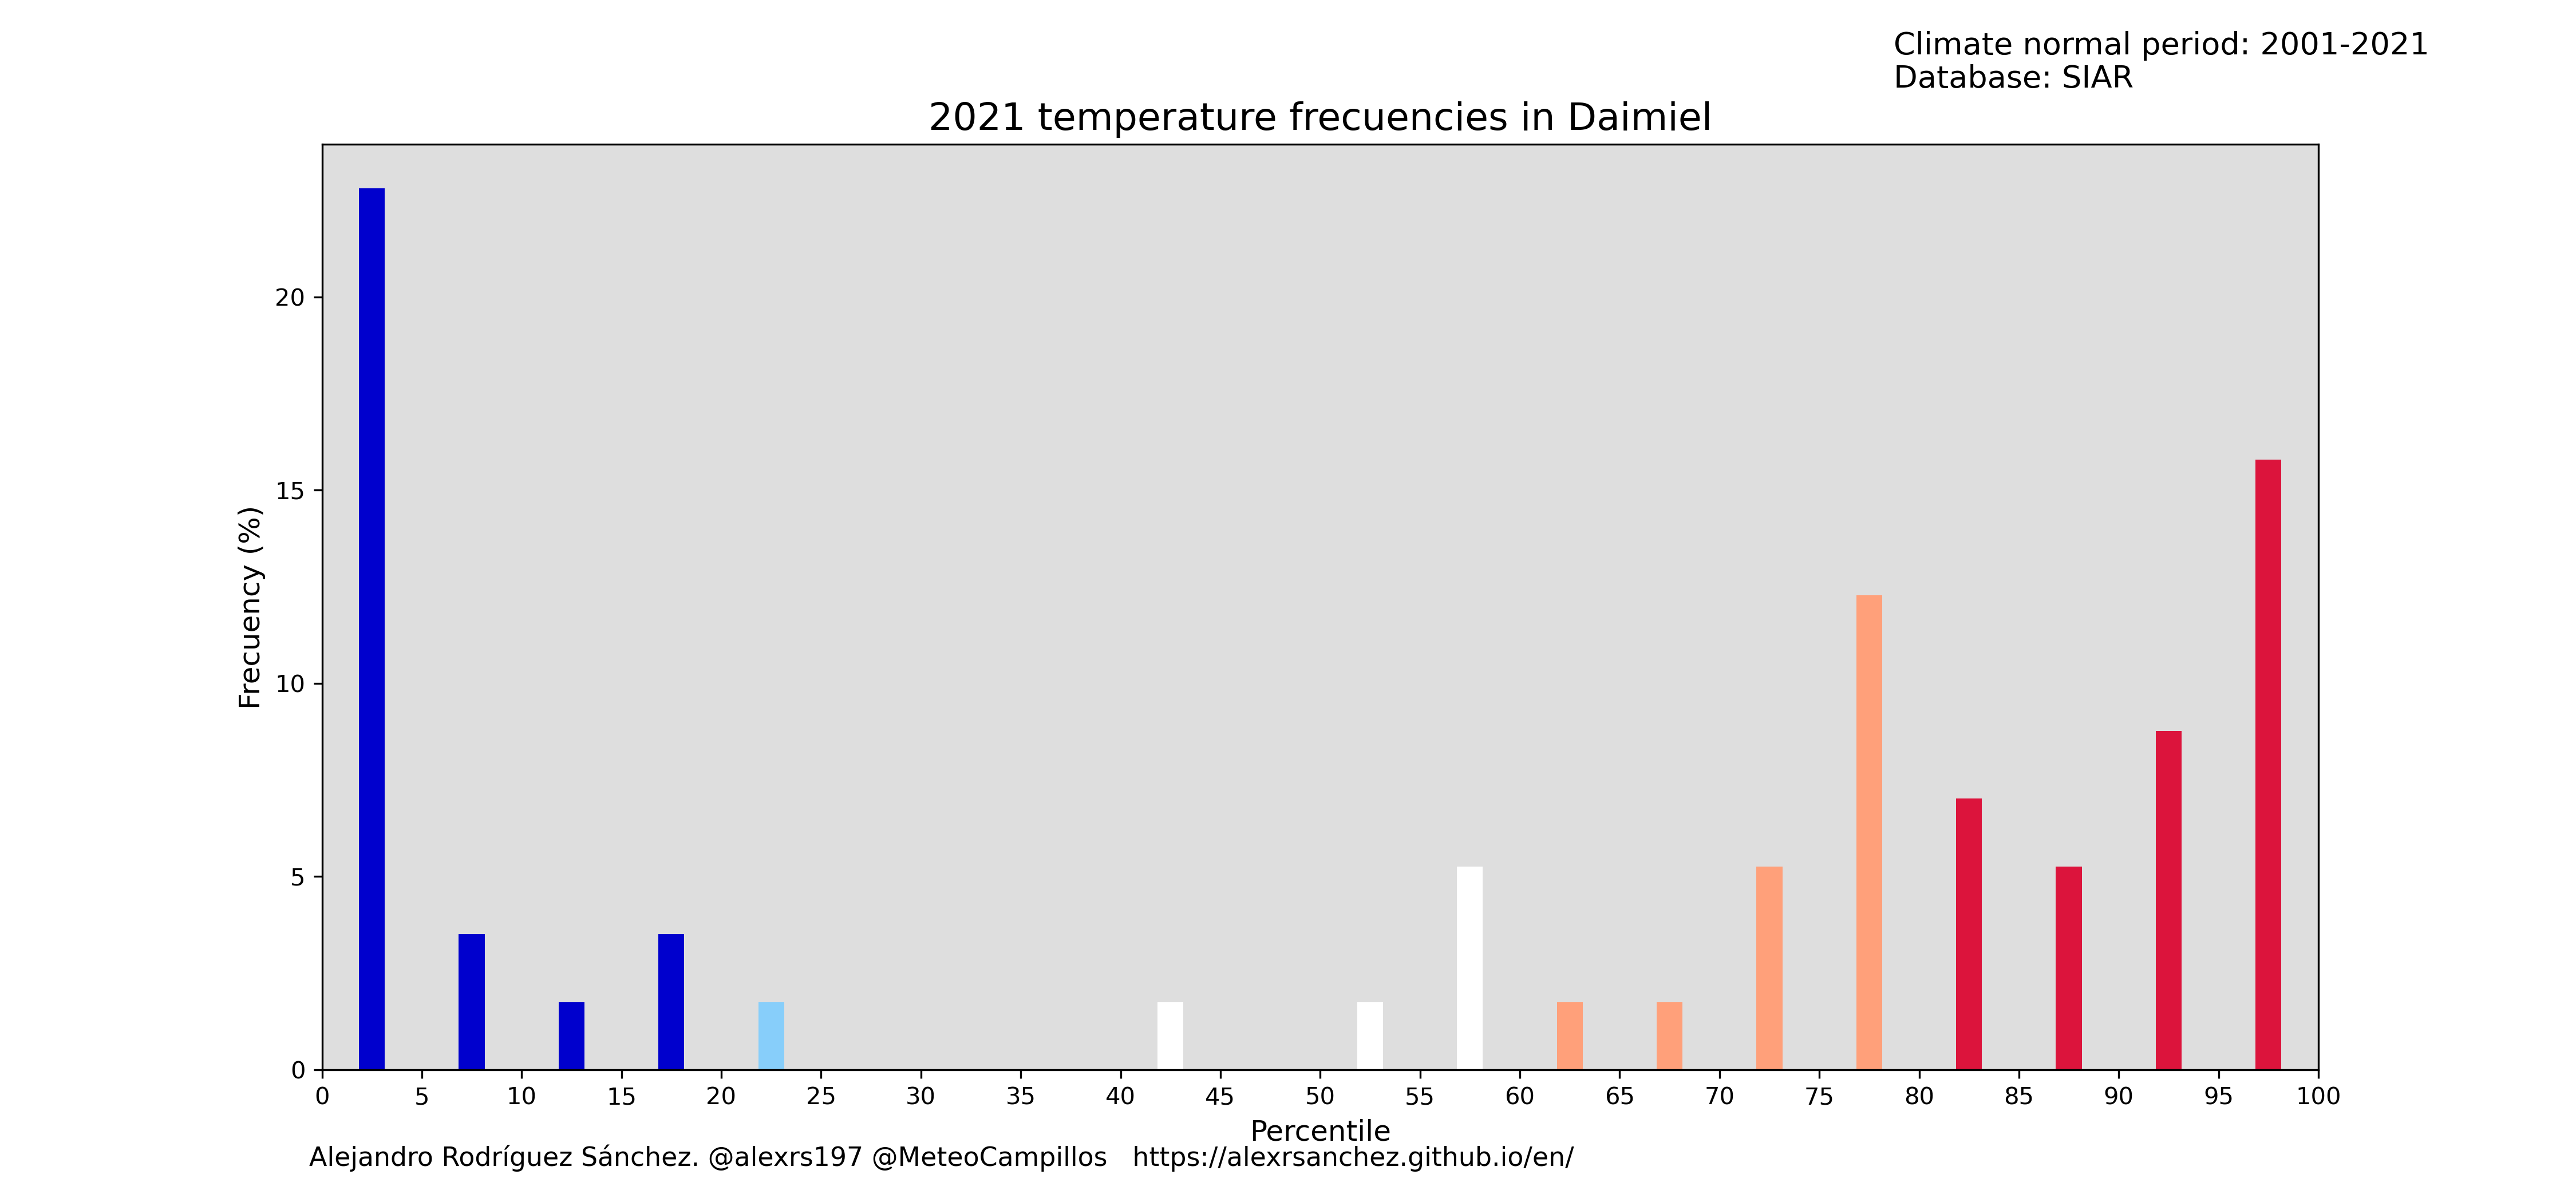 Climate normal period: 2001-2021
Database: SIAR
2021 temperature frecuencies in Daimiel
Frecuency (%)
20
15
10
5
0
0 5 10 15 20 25 30 35 40 45 50 55 60 65 70 75 80 85 90 95 100
Percentile
Alejandro Rodríguez Sánchez. @alexrs197 @MeteoCampillos https://alexrsanchez.github.io/en/